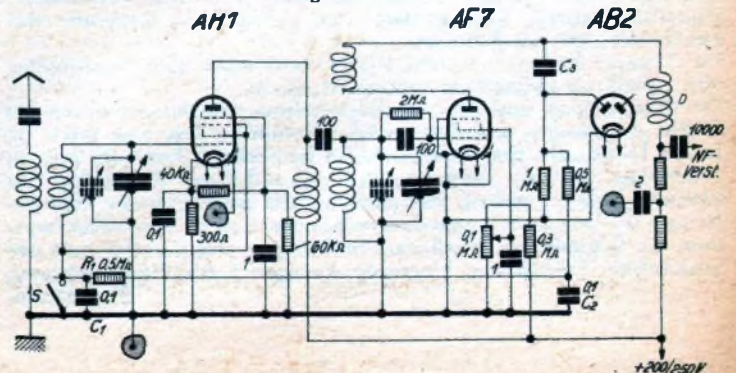 AH1 AF7 AB2
C3
2MΩ
D
100
100
10000
NF-
Verst.
40KΩ
1
MΩ
0,5
MΩ
2
0,1
300Ω
1
60KΩ
0,1
MΩ
1
0,3
MΩ
R1 0,5MΩ
S
0,1
C1
0,1
C2
+200/250V